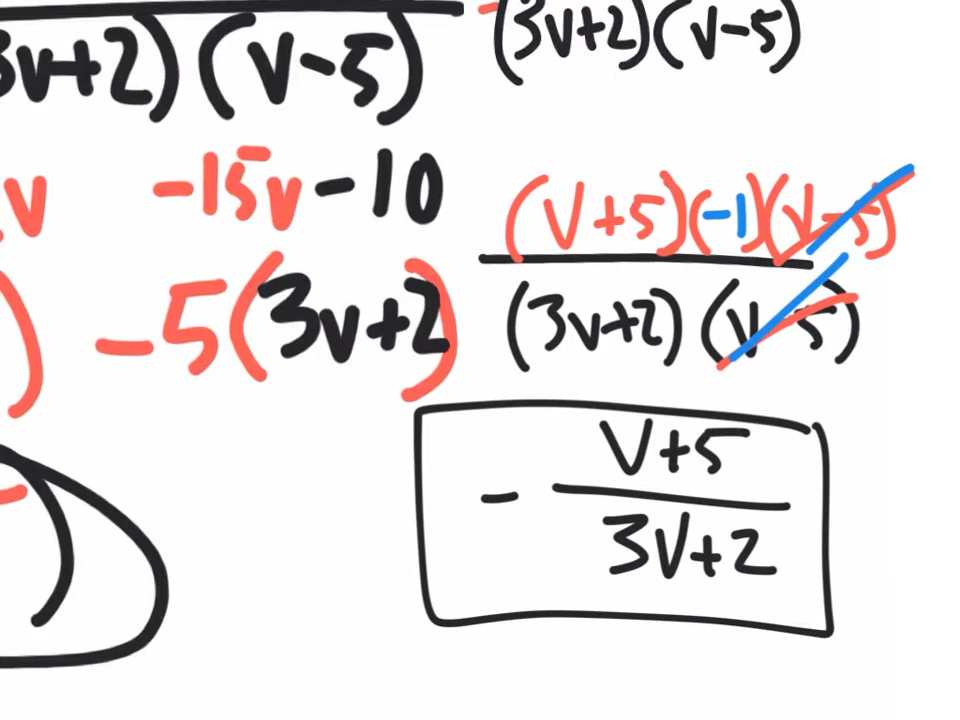 3v+2)(v-5)
(3v+2)(v-5)
v -15v-10
-5(3v+2)
(v+5)(-1)(v-5)
(3v+2)(v-5)
- v+5
3v+2